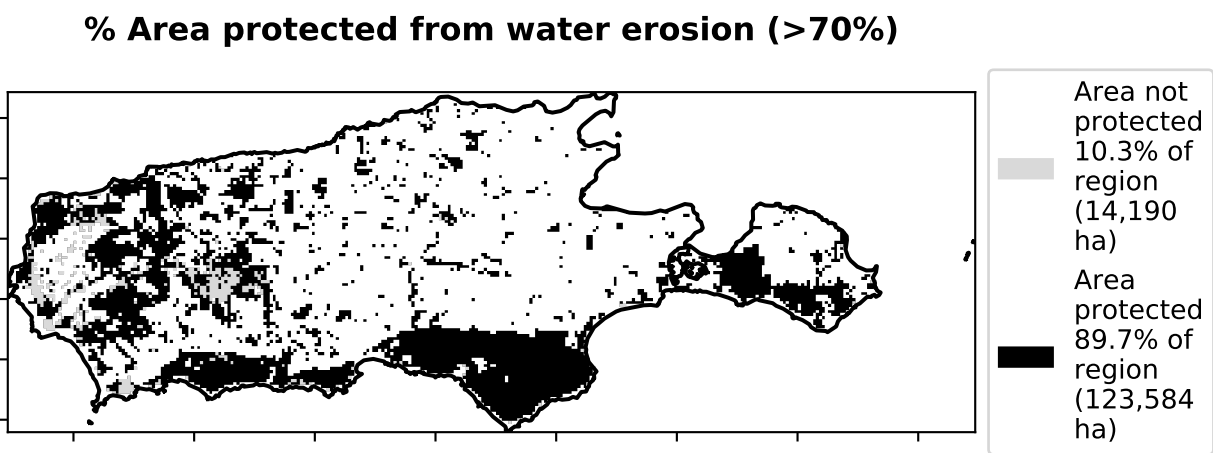 % Area protected from water erosion (>70%)
Area not
protected
10.3% of
region
(14,190
ha)
Area
protected
89.7% of
region
(123,584
ha)